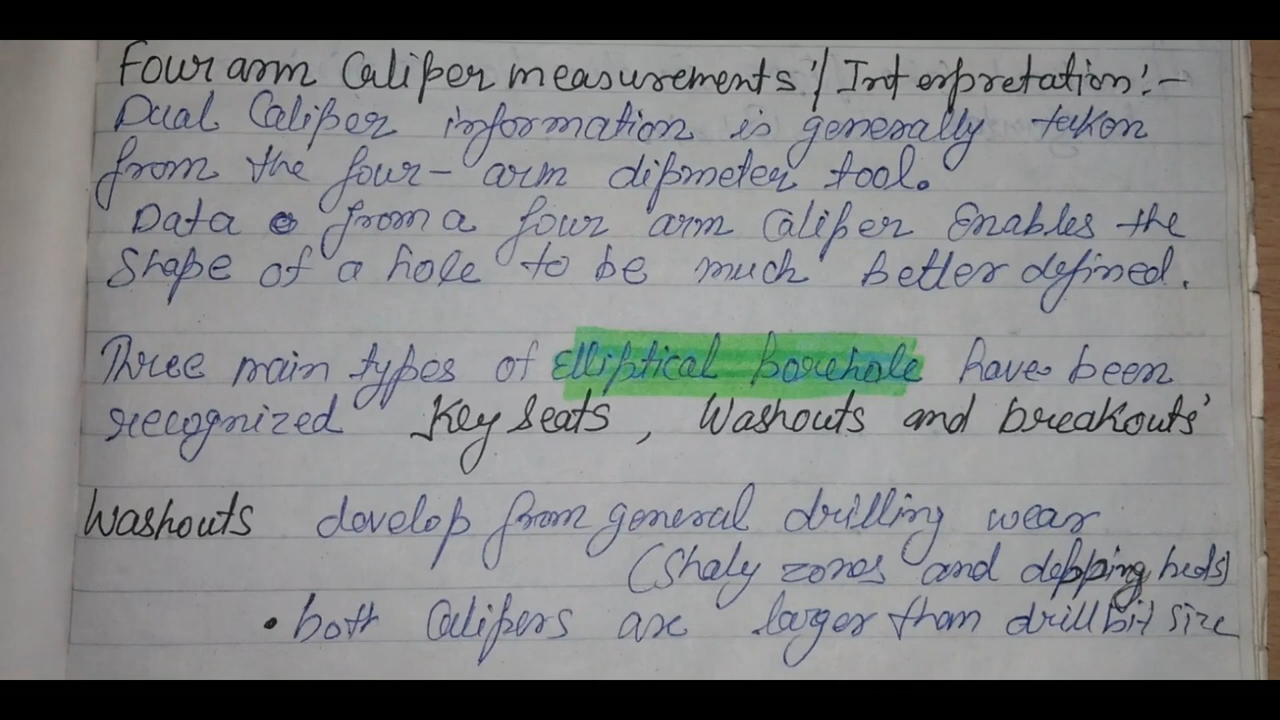 Four arm Caliper measurements / Interpretation :-
Dual Caliper information is generally taken
from the four- arm dipmeter tool.
Data from a four arm Caliper Enables the
Shape of a hole to be much better defined.
Three main types of Elliptical borehole have been
recognized Key Seats, Washouts and breakouts'
Washouts develop from general drilling wear
(Shaly zones and depping beds)
• both Calipers are larger than drill bit size